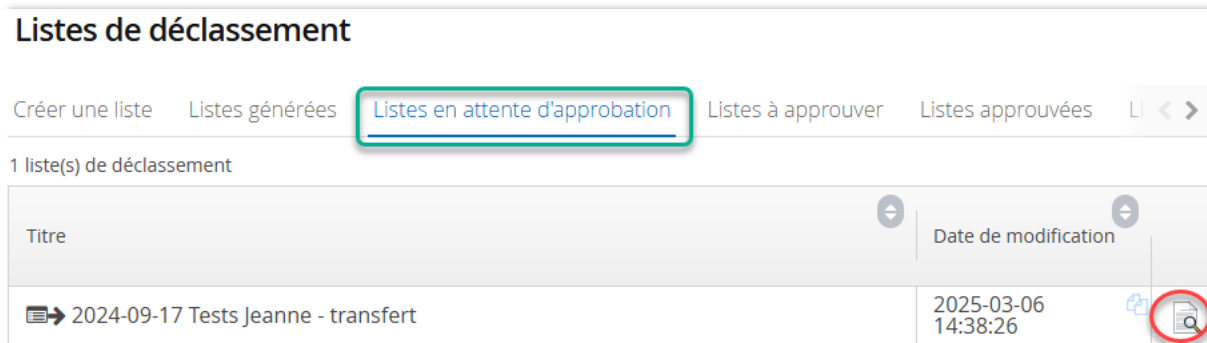 Listes de déclassement
Créer une liste Listes générées Listes en attente d'approbation Listes à approuver Listes approuvées Li
1 liste(s) de déclassement
Titre Date de modification
2024-09-17 Tests Jeanne - transfert 2025-03-06
14:38:26